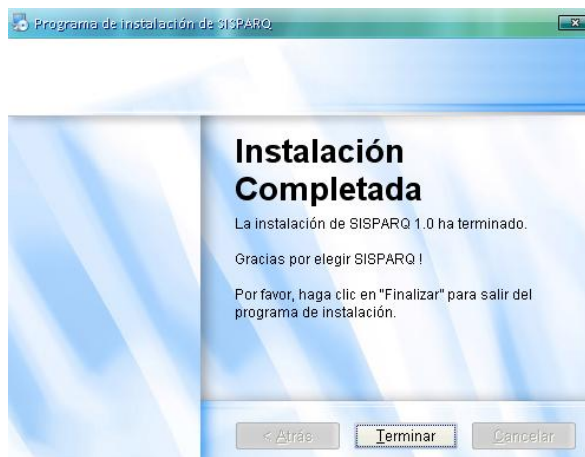 Programa de instalación de SISPARQ
Instalación
Completada
La instalación de SISPARQ 1.0 ha terminado.
Gracias por elegir SISPARQ !
Por favor, haga clic en "Finalizar" para salir del
programa de instalación.
< Atrás
Terminar
Cancelar